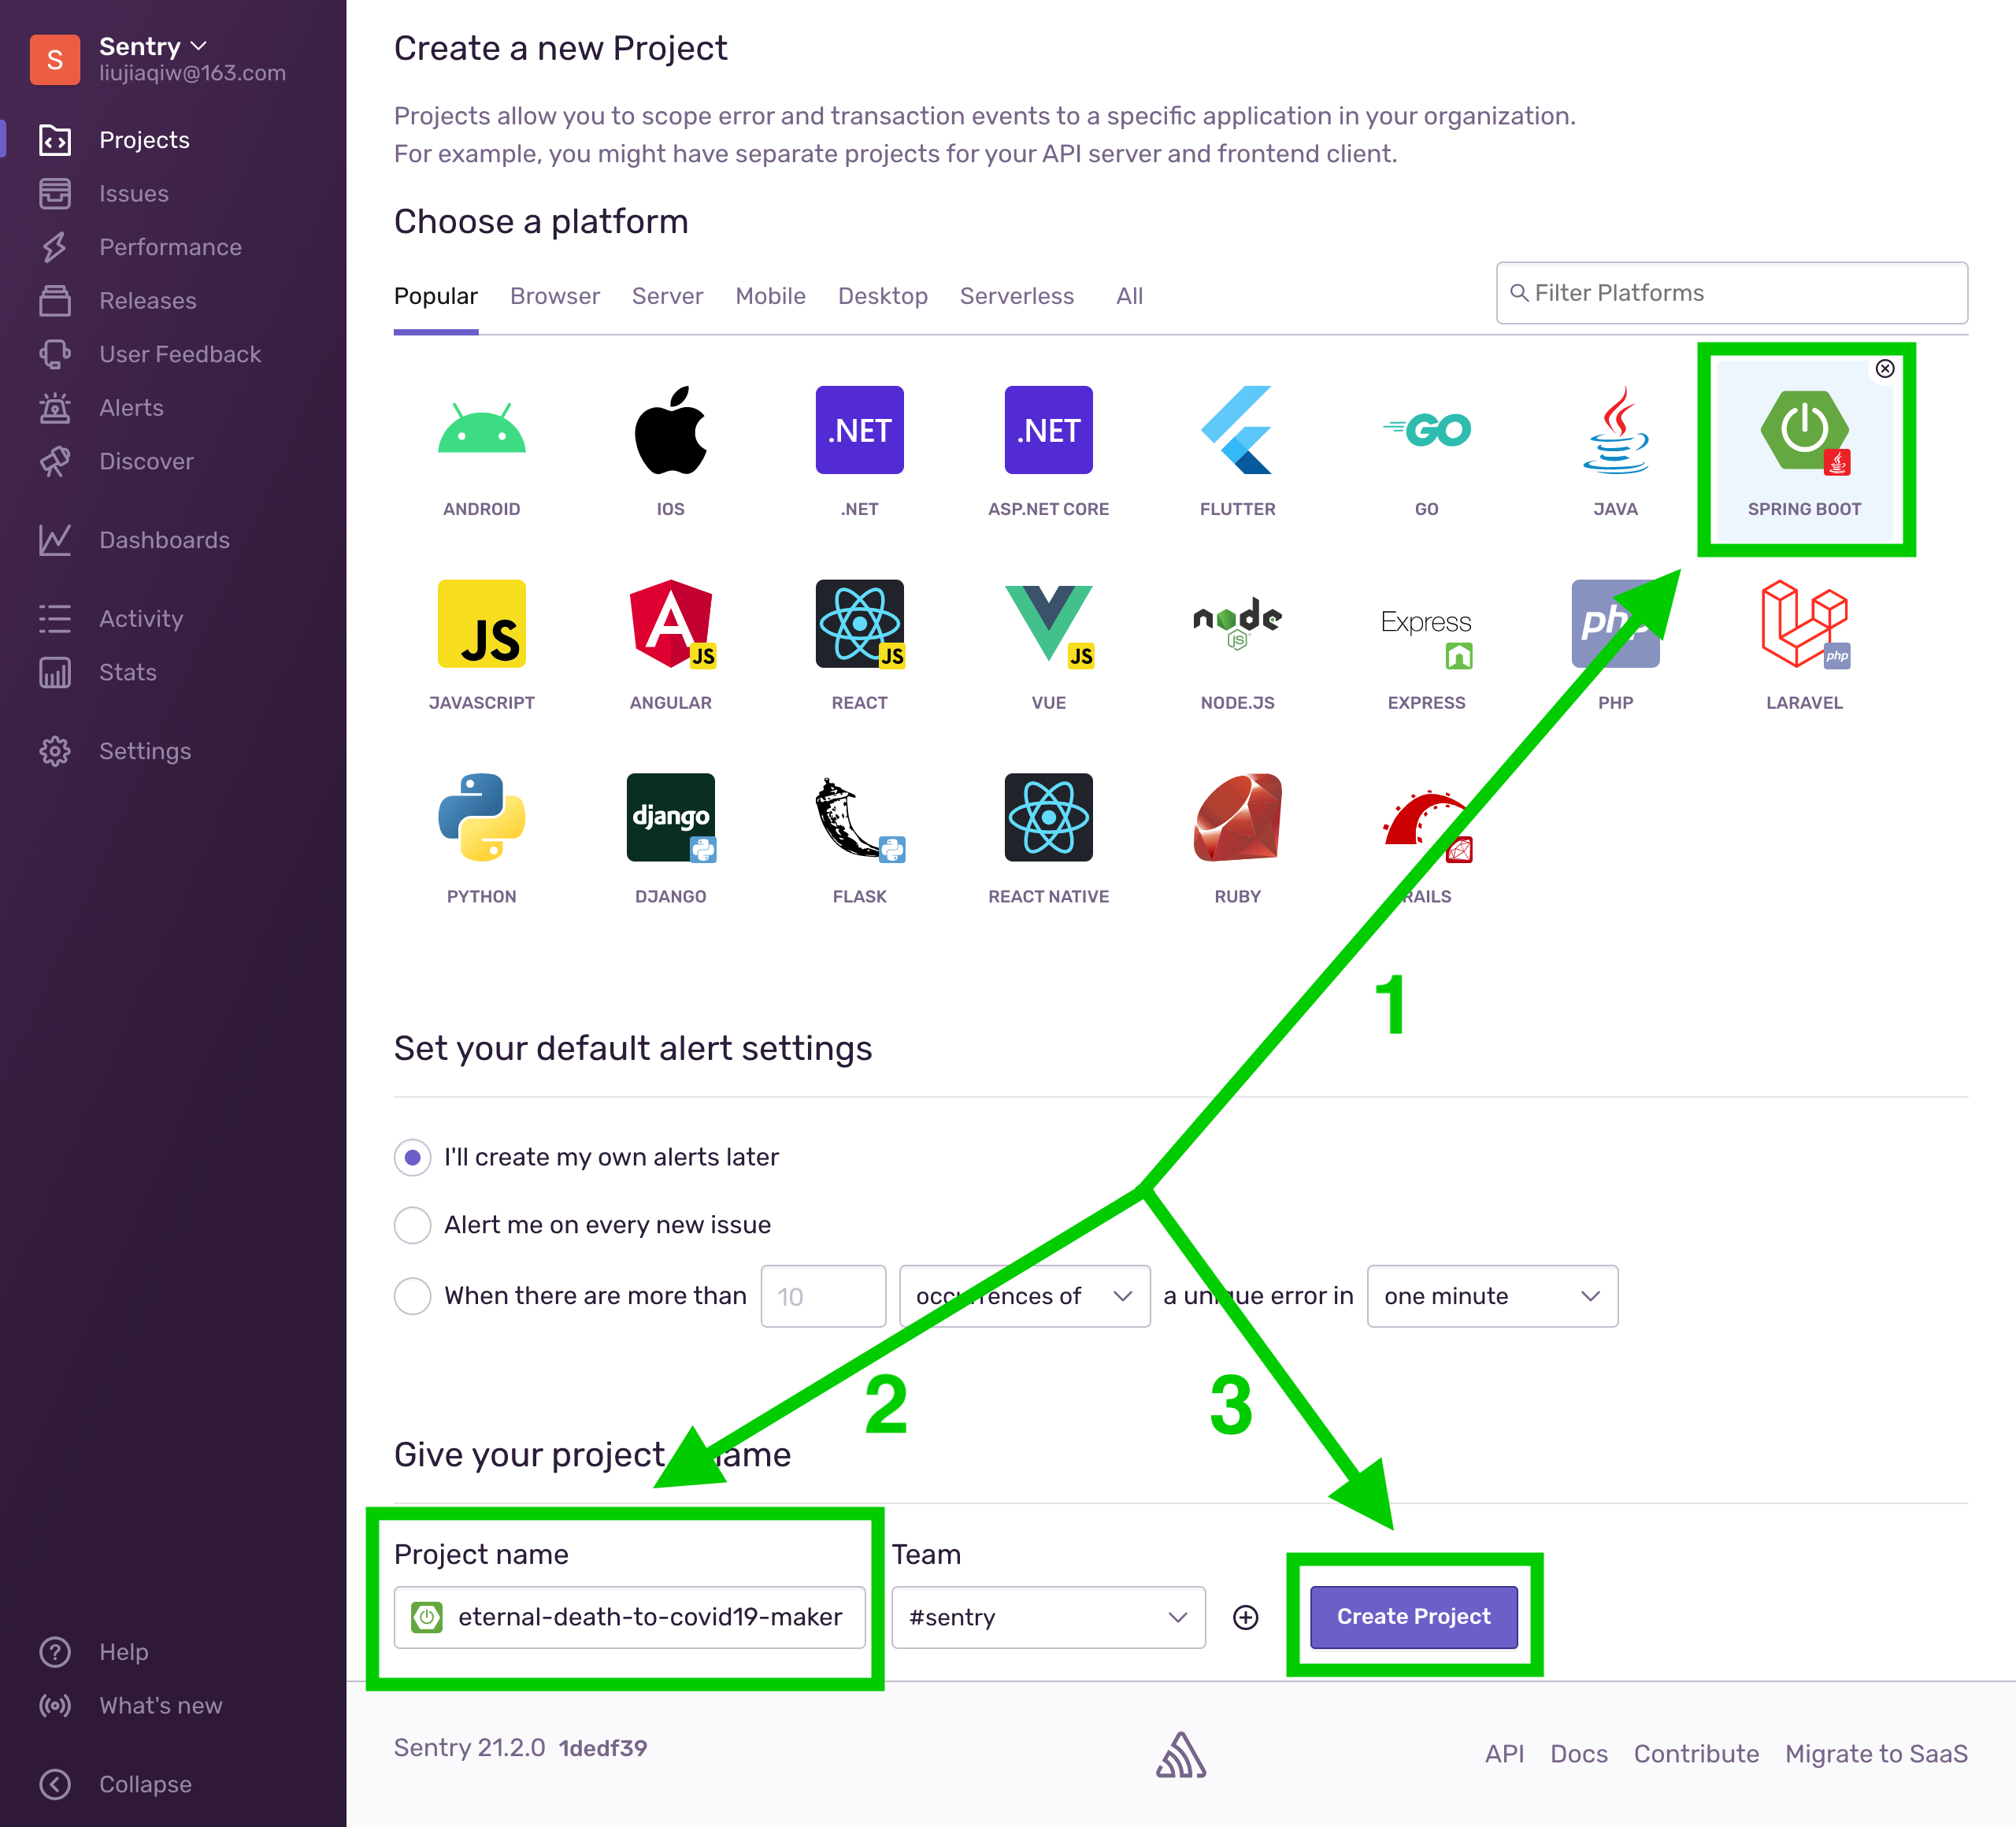 S
Sentry
liujiaqiw@163.com
Projects
Issues
Performance
Releases
User Feedback
Alerts
Discover
Dashboards
Activity
Stats
Settings
Help
What's new
Collapse
Create a new Project
Projects allow you to scope error and transaction events to a specific application in your organization.
For example, you might have separate projects for your API server and frontend client.
Choose a platform
Popular Browser Server Mobile Desktop Serverless All
Filter Platforms
.NET .NET GO
ANDROID IOS .NET ASP.NET CORE FLUTTER GO JAVA SPRING BOOT
JS JS JS JS node JS Express php php
JAVASCRIPT ANGULAR REACT VUE NODE.JS EXPRESS PHP LARAVEL
django
PYTHON DJANGO FLASK REACT NATIVE RUBY RAILS
1
Set your default alert settings
I'll create my own alerts later
Alert me on every new issue
When there are more than 10 occurrences of a unique error in one minute
2 3
Give your project a name
Project name Team
eternal-death-to-covid19-maker #sentry Create Project
Sentry 21.2.0 1dedf39 API Docs Contribute Migrate to SaaS